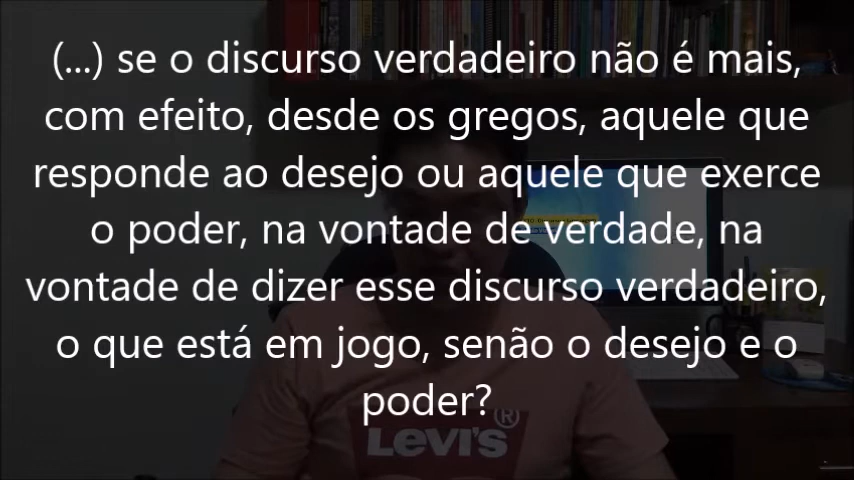 (...) se o discurso verdadeiro não é mais,
com efeito, desde os gregos, aquele que
responde ao desejo ou aquele que exerce
o poder, na vontade de verdade, na
vontade de dizer esse discurso verdadeiro,
o que está em jogo, senão o desejo e o
poder?
LEVI'S®